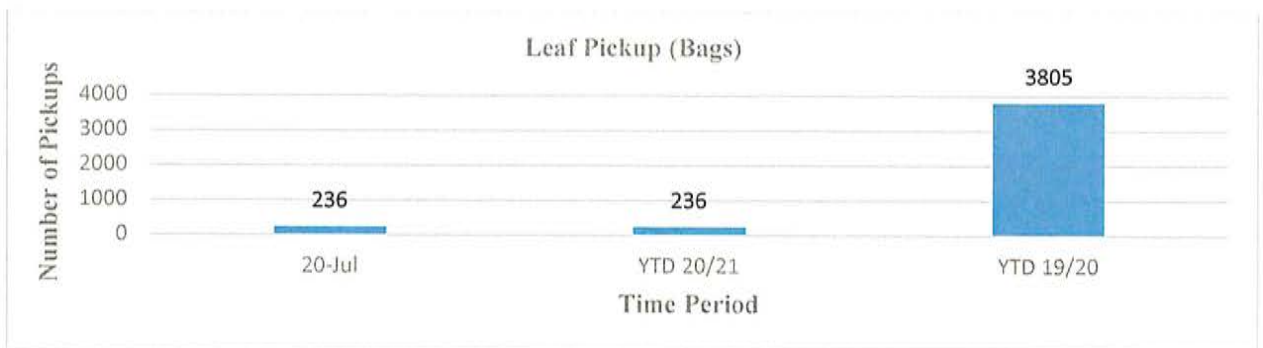 Leaf Pickup (Bags)
Number of Pickups
4000
3000
2000
1000
0
236
236
3805
20-Jul
YTD 20/21
YTD 19/20
Time Period